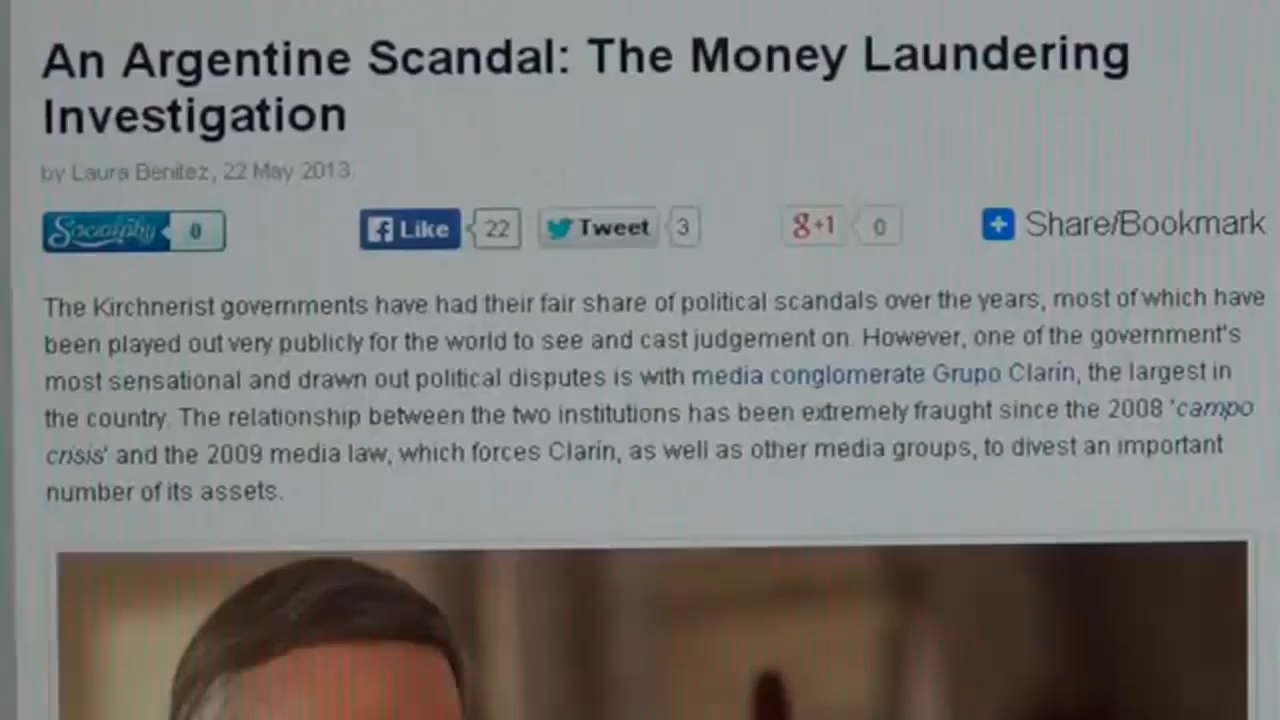 An Argentine Scandal: The Money Laundering
Investigation
by Laura Benitez, 22 May 2013
Sociaphy 0 Like 22 Tweet 3 g+1 0 Share/Bookmark
The Kirchnerist governments have had their fair share of political scandals over the years, most of which have
been played out very publicly for the world to see and cast judgement on. However, one of the government's
most sensational and drawn out political disputes is with media conglomerate Grupo Clarín, the largest in
the country. The relationship between the two institutions has been extremely fraught since the 2008 'campo
crisis' and the 2009 media law, which forces Clarín, as well as other media groups, to divest an important
number of its assets.